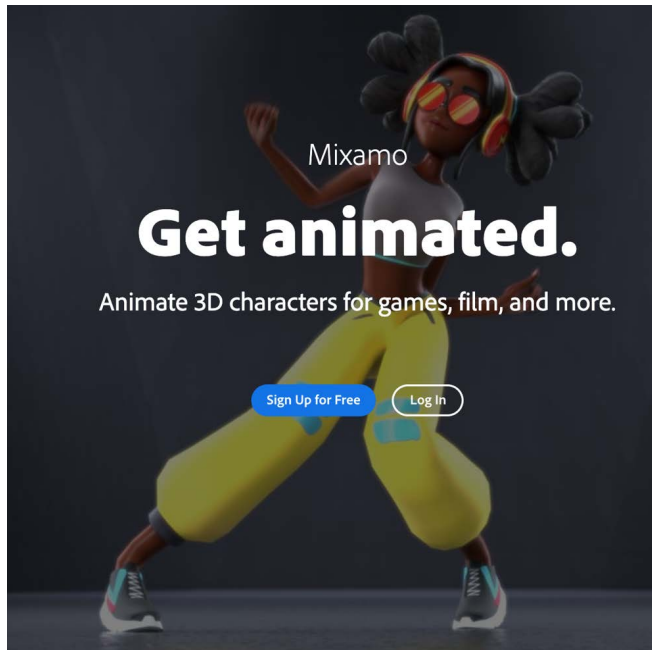 Mixamo
Get animated.
Animate 3D characters for games, film, and more.
Sign Up for Free Log In